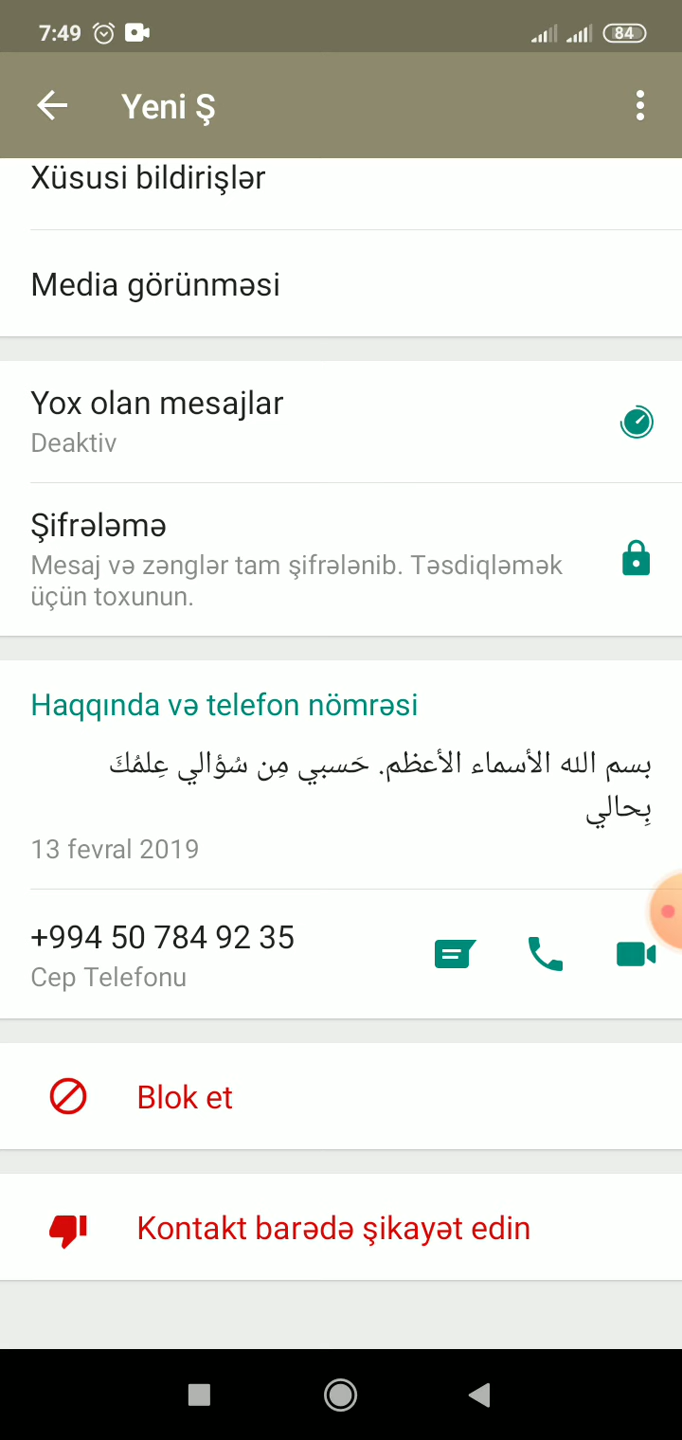 7:49
84
Yeni Ş
Xüsusi bildirişlər
Media görünməsi
Yox olan mesajlar
Deaktiv
Şifrələmə
Mesaj və zənglər tam şifrələnib. Təsdiqləmək
üçün toxunun.
Haqqında və telefon nömrəsi
بسم الله الأسماء الأعظم. حَسبي مِن سُؤالي عِلمُكَ
بِحالي
13 fevral 2019
+994 50 784 92 35
Cep Telefonu
Blok et
Kontakt barədə şikayət edin